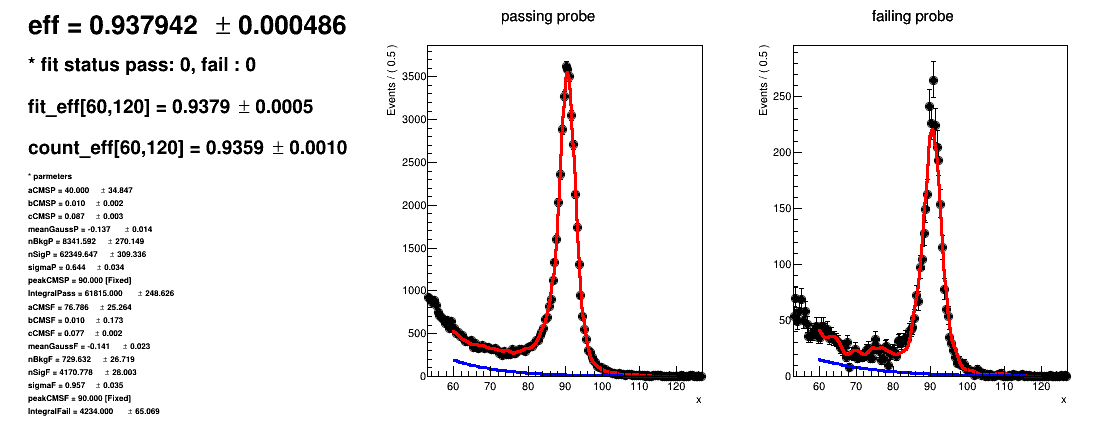 eff = 0.937942 ± 0.000486
* fit status pass: 0, fail : 0
fit_eff[60,120] = 0.9379 ± 0.0005
count_eff[60,120] = 0.9359 ± 0.0010
* parmeters
aCMSP = 40.000 ± 34.847
bCMSP = 0.010 ± 0.002
cCMSP = 0.087 ± 0.003
meanGaussP = -0.137 ± 0.014
nBkgP = 8341.592 ± 270.149
nSigP = 62349.647 ± 309.336
sigmaP = 0.644 ± 0.034
peakCMSP = 90.000 [Fixed]
IntegralPass = 61815.000 ± 248.626
aCMSF = 76.786 ± 25.264
bCMSF = 0.010 ± 0.173
cCMSF = 0.077 ± 0.002
meanGaussF = -0.141 ± 0.023
nBkgF = 729.632 ± 26.719
nSigF = 4170.778 ± 28.003
sigmaF = 0.957 ± 0.035
peakCMSF = 90.000 [Fixed]
IntegralFail = 4234.000 ± 65.069
passing probe
Events / ( 0.5 )
3500
3000
2500
2000
1500
1000
500
0
60 70 80 90 100 110 120
x
failing probe
Events / ( 0.5 )
250
200
150
100
50
0
60 70 80 90 100 110 120
x